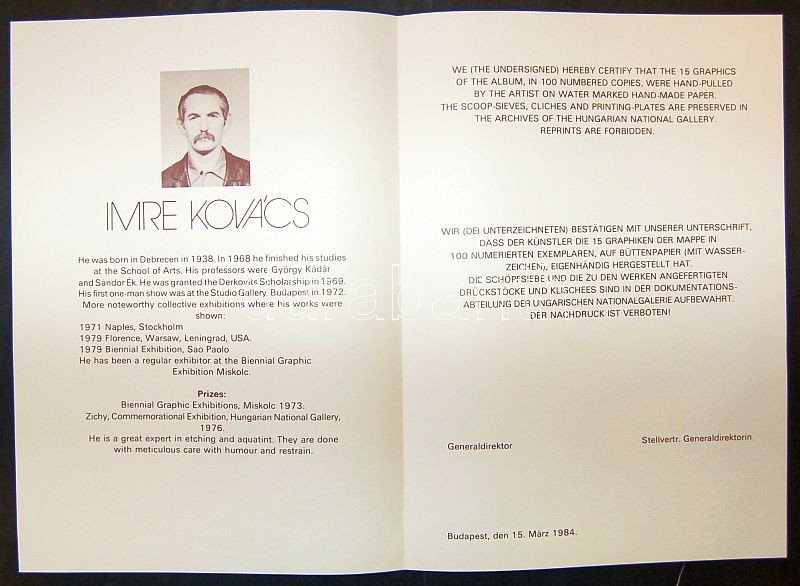 IMRE KOVÁCS
He was born in Debrecen in 1938. In 1968 he finished his studies
at the School of Arts. His professors were György Kádár
and Sándor Ék. He was granted the Derkovits Scholarship in 1969.
His first one-man show was at the Studio Gallery. Budapest in 1972.
More noteworthy collective exhibitions where his works were
shown:
1971 Naples, Stockholm
1979 Florence, Warsaw, Leningrad, USA.
1979 Biennial Exhibition, Sao Paolo
He has been a regular exhibitor at the Biennial Graphic
Exhibition Miskolc.
Prizes:
Biennial Graphic Exhibitions, Miskolc 1973.
Zichy, Commemorational Exhibition, Hungarian National Gallery,
1976.
He is a great expert in etching and aquatint. They are done
with meticulous care with humour and restrain.
WE (THE UNDERSIGNED) HEREBY CERTIFY THAT THE 15 GRAPHICS
OF THE ALBUM, IN 100 NUMBERED COPIES, WERE HAND-PULLED
BY THE ARTIST ON WATER MARKED HAND-MADE PAPER.
THE SCOOP-SIEVES, CLICHES AND PRINTING-PLATES ARE PRESERVED IN
THE ARCHIVES OF THE HUNGARIAN NATIONAL GALLERY.
REPRINTS ARE FORBIDDEN.
WIR (DEI UNTERZEICHNETEN) BESTÄTIGEN MIT UNSERER UNTERSCHRIFT,
DASS DER KÜNSTLER DIE 15 GRAPHIKEN DER MAPPE IN
100 NUMERIERTEN EXEMPLAREN, AUF BÜTTENPAPIER (MIT WASSER-
ZEICHEN), EIGENHÄNDIG HERGESTELLT HAT.
DIE SCHÖPFSIEBE UND DIE ZU DEN WERKEN ANGEFERTIGTEN
DRÜCKSTÖCKE UND KLISCHEES SIND IN DER DOKUMENTATIONS-
ABTEILUNG DER UNGARISCHEN NATIONALGALERIE AUFBEWAHRT.
DER NACHDRUCK IST VERBOTEN!
Generaldirektor
Stellvertr. Generaldirektorin
Budapest, den 15. März 1984.